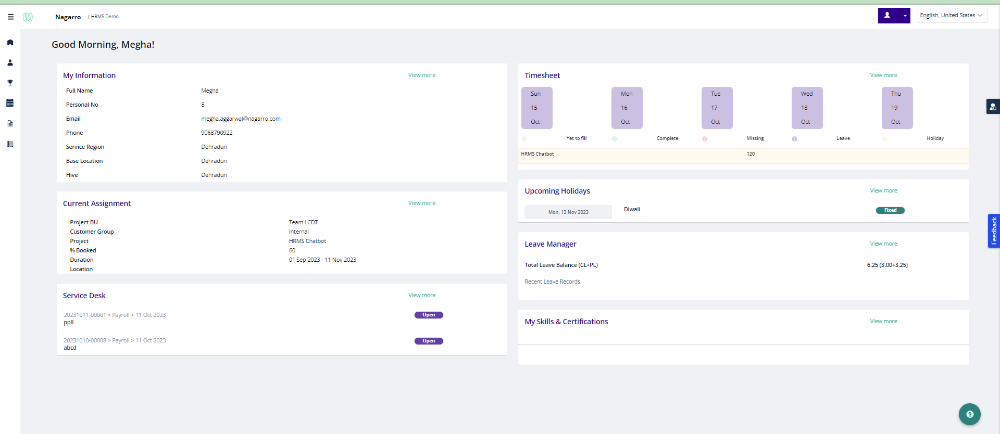 Nagarro | HRMS Demo
English, United States
Good Morning, Megha!
My Information View more
Full Name Megha
Personal No 8
Email megha.aggarwal@nagarro.com
Phone 9068790922
Service Region Dehradun
Base Location Dehradun
Hive Dehradun
Current Assignment View more
Project BU Team LCDT
Customer Group Internal
Project HRMS Chatbot
% Booked 60
Duration 01 Sep 2023 - 11 Nov 2023
Location
Service Desk View more
20231011-00001 > Payroll > 11 Oct 2023 Open
ppll
20231010-00008 > Payroll > 11 Oct 2023 Open
abcd
Timesheet View more
Sun Mon Tue Wed Thu
15 16 17 18 19
Oct Oct Oct Oct Oct
Yet to fill Complete Missing Leave Holiday
HRMS Chatbot 120
Upcoming Holidays View more
Mon, 13 Nov 2023 Diwali Fixed
Leave Manager View more
Total Leave Balance (CL+PL) 6.25 (3.00+3.25)
Recent Leave Records
My Skills & Certifications View more
Feedback